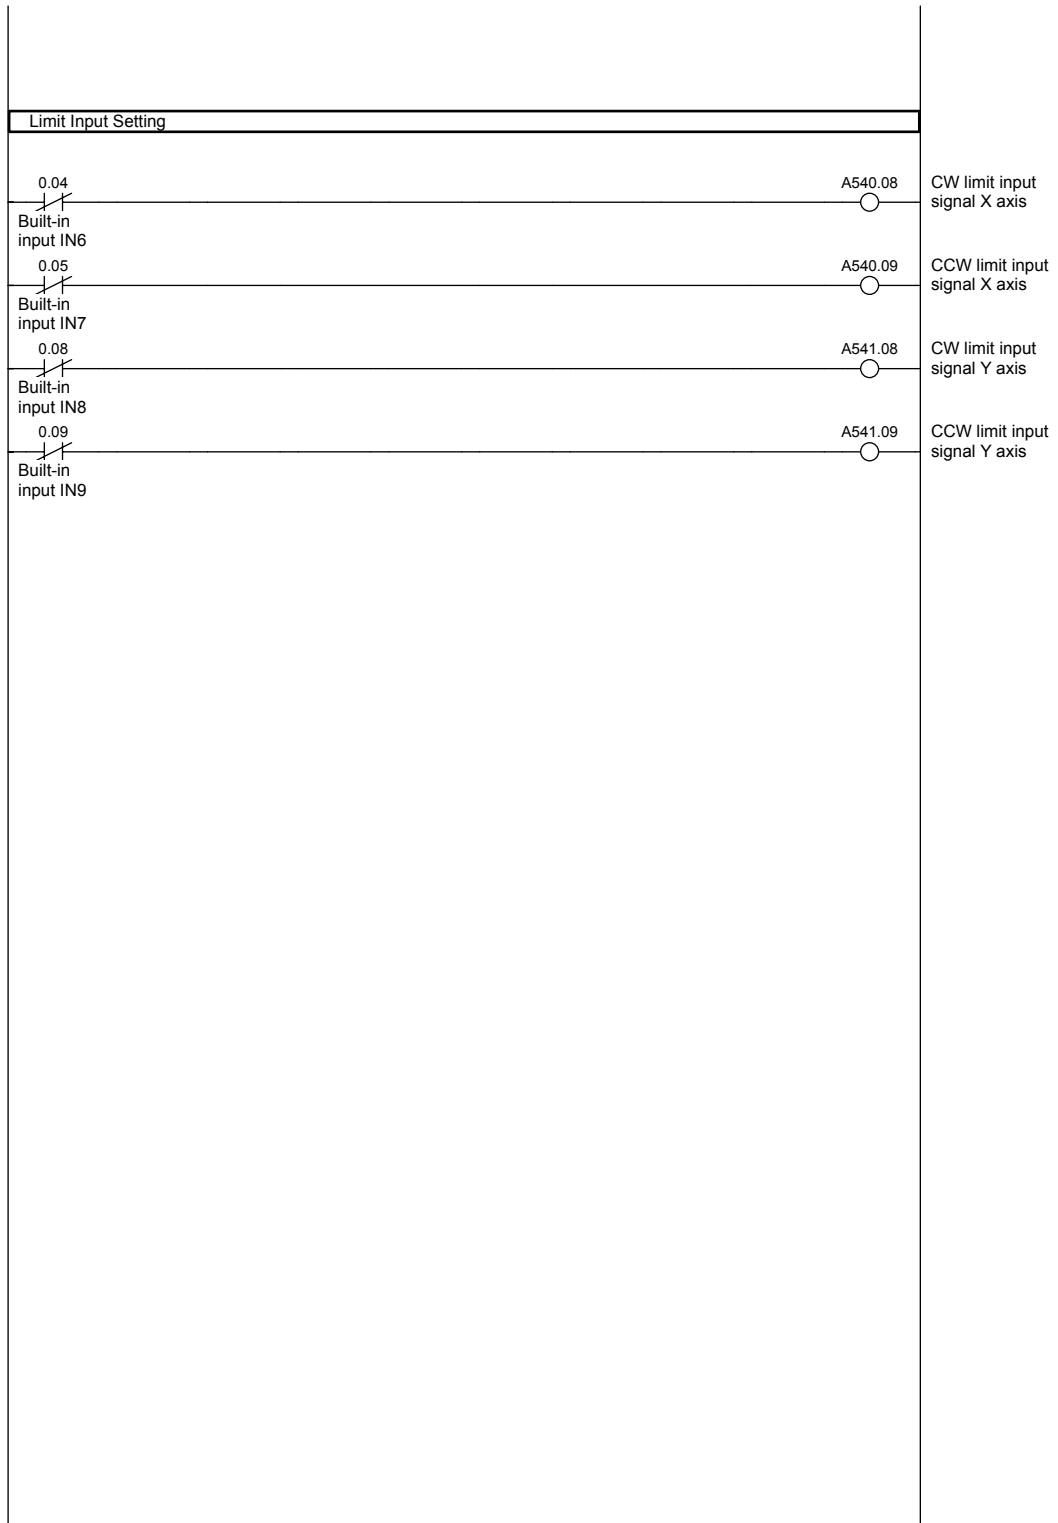 Limit Input Setting
0.04
A540.08
CW limit input
signal X axis
Built-in
input IN6
0.05
A540.09
CCW limit input
signal X axis
Built-in
input IN7
0.08
A541.08
CW limit input
signal Y axis
Built-in
input IN8
0.09
A541.09
CCW limit input
signal Y axis
Built-in
input IN9